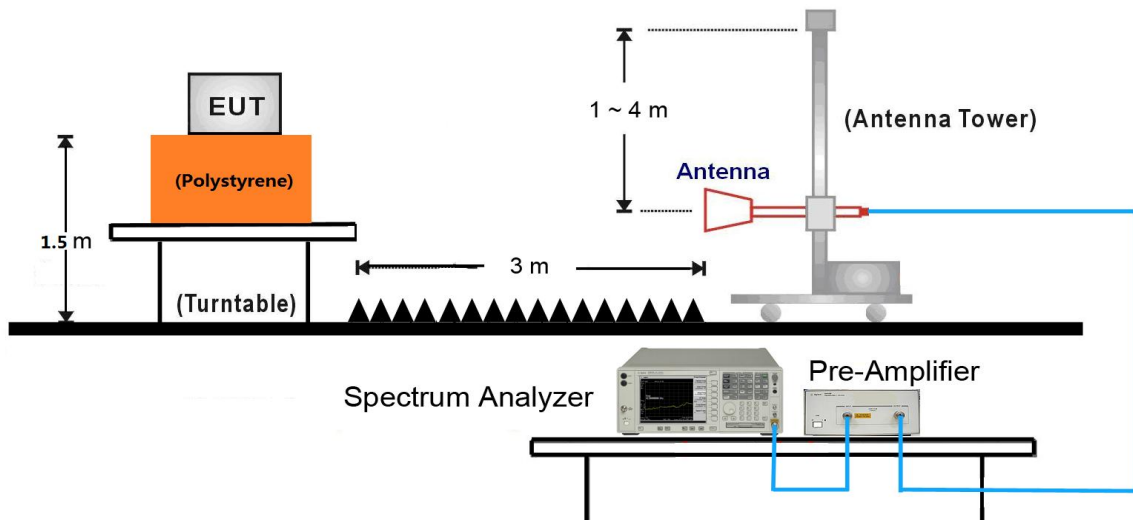 EUT
(Polystyrene)
1.5 m
(Turntable)
3 m
1 ~ 4 m
(Antenna Tower)
Antenna
Spectrum Analyzer
Pre-Amplifier